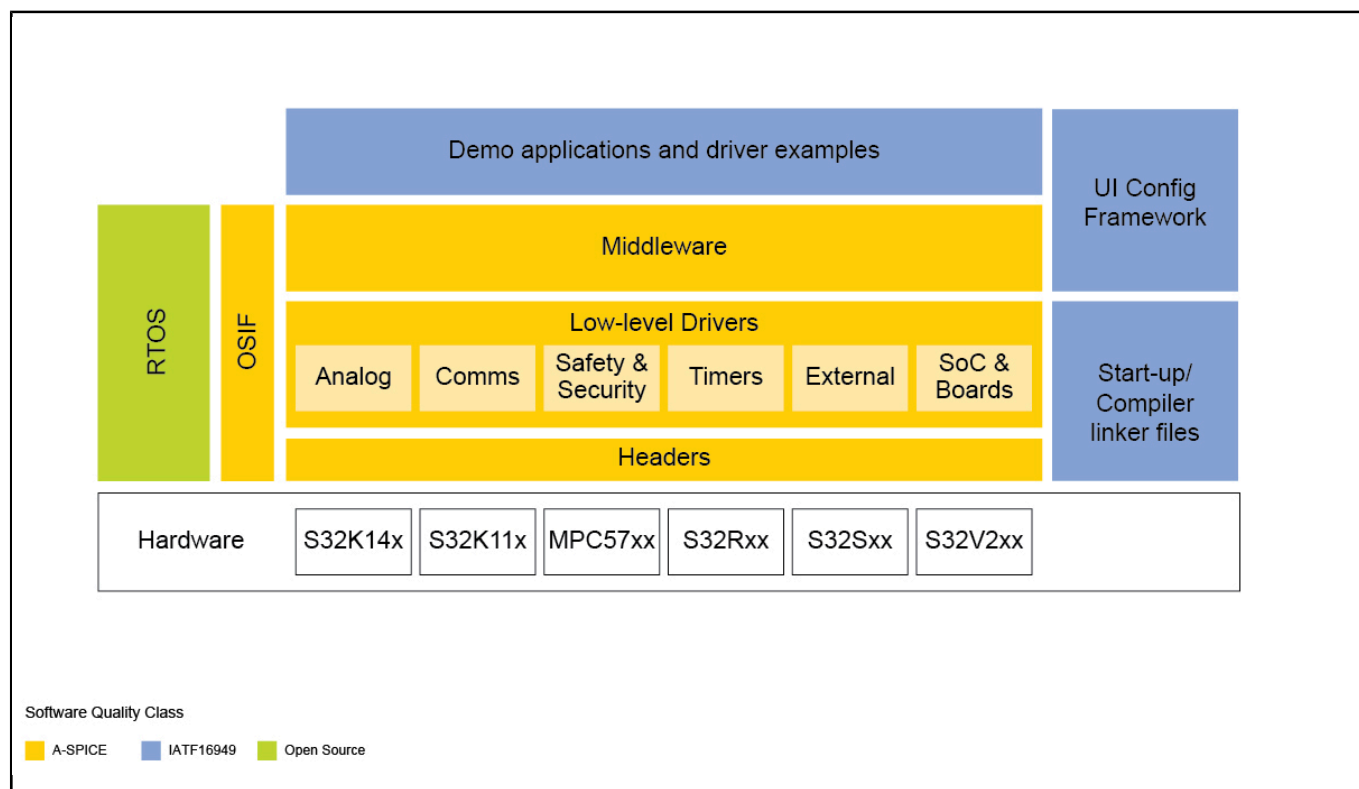 Demo applications and driver examples
UI Config
Framework
RTOS
OSIF
Middleware
Low-level Drivers
Analog
Comms
Safety &
Security
Timers
External
SoC &
Boards
Start-up/
Compiler
linker files
Headers
Hardware
S32K14x
S32K11x
MPC57xx
S32Rxx
S32Sxx
S32V2xx
Software Quality Class
A-SPICE
IATF16949
Open Source